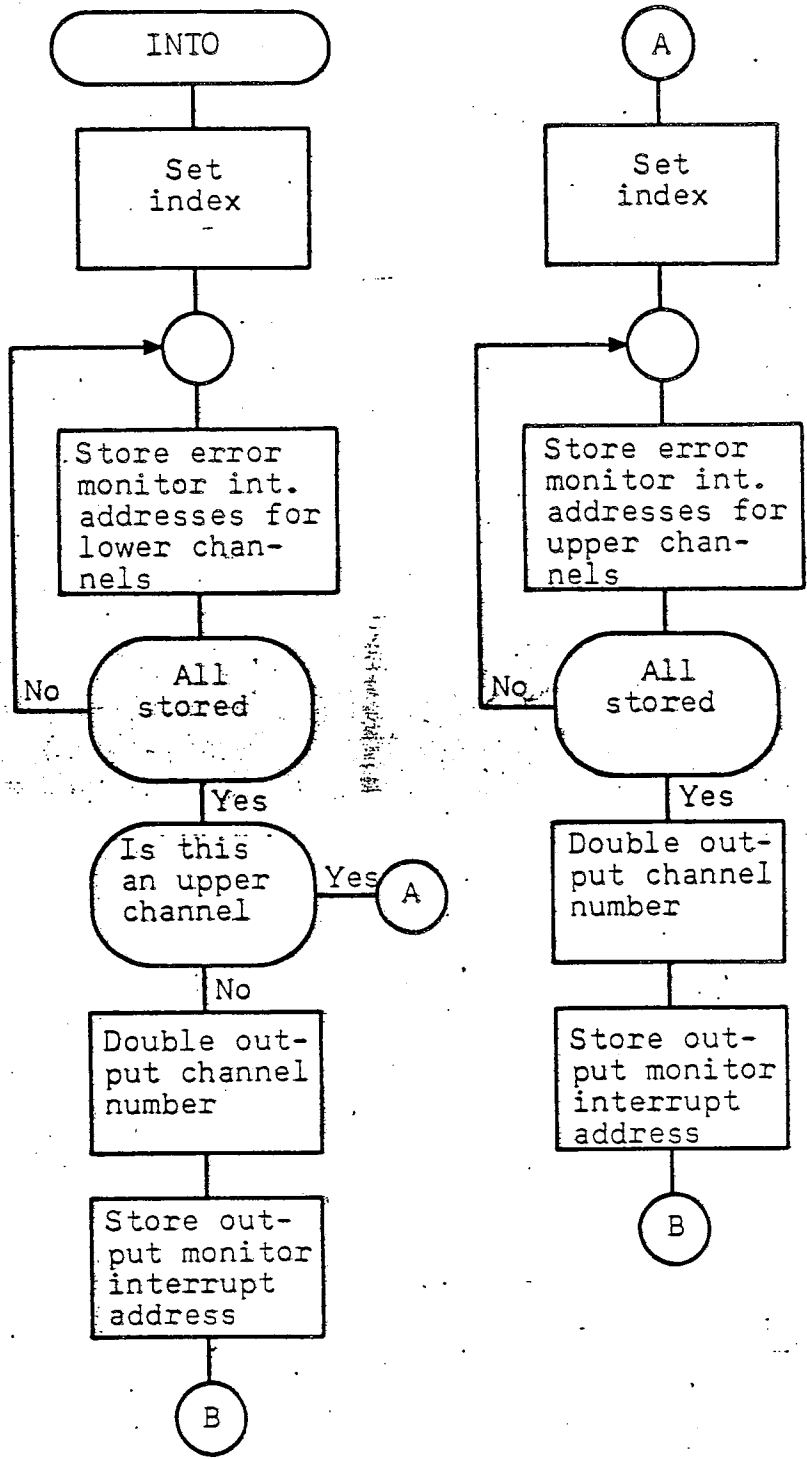 INTO
Set
index
Store error
monitor int.
addresses for
lower chan-
nels
No
All
stored
Yes
Is this
an upper
channel
Yes
A
No
Double out-
put channel
number
Store out-
put monitor
interrupt
address
B
A
Set
index
Store error
monitor int.
addresses for
upper chan-
nels
No
All
stored
Yes
Double out-
put channel
number
Store out-
put monitor
interrupt
address
B